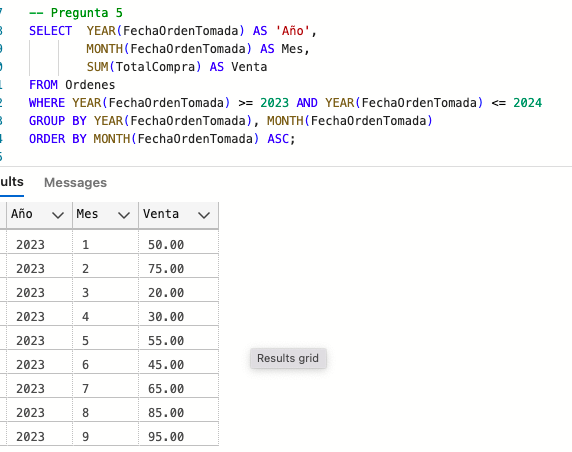 -- Pregunta 5
SELECT YEAR(FechaOrdenTomada) AS 'Año',
MONTH(FechaOrdenTomada) AS Mes,
SUM(TotalCompra) AS Venta
FROM Ordenes
WHERE YEAR(FechaOrdenTomada) >= 2023 AND YEAR(FechaOrdenTomada) <= 2024
GROUP BY YEAR(FechaOrdenTomada), MONTH(FechaOrdenTomada)
ORDER BY MONTH(FechaOrdenTomada) ASC;
ults Messages
Año Mes Venta
2023 1 50.00
2023 2 75.00
2023 3 20.00
2023 4 30.00
2023 5 55.00
2023 6 45.00
Results grid
2023 7 65.00
2023 8 85.00
2023 9 95.00